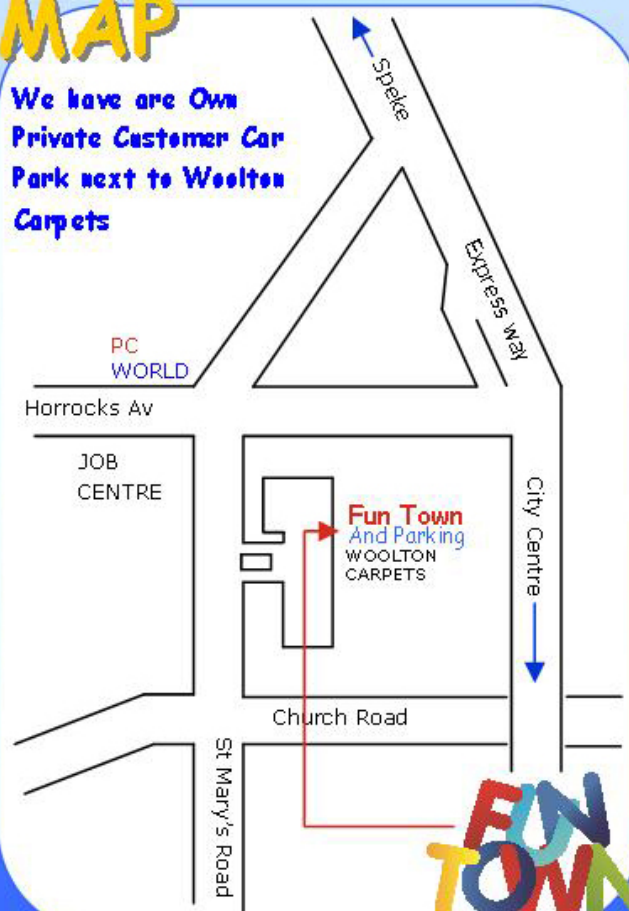 MAP
We have are Own
Private Customer Car
Park next to Woolton
Carpets
Speke
Express way
PC
WORLD
Horrocks Av
JOB
CENTRE
Fun Town
And Parking
WOOLTON
CARPETS
City Centre
Church Road
St Mary's Road
FUN
TOWN